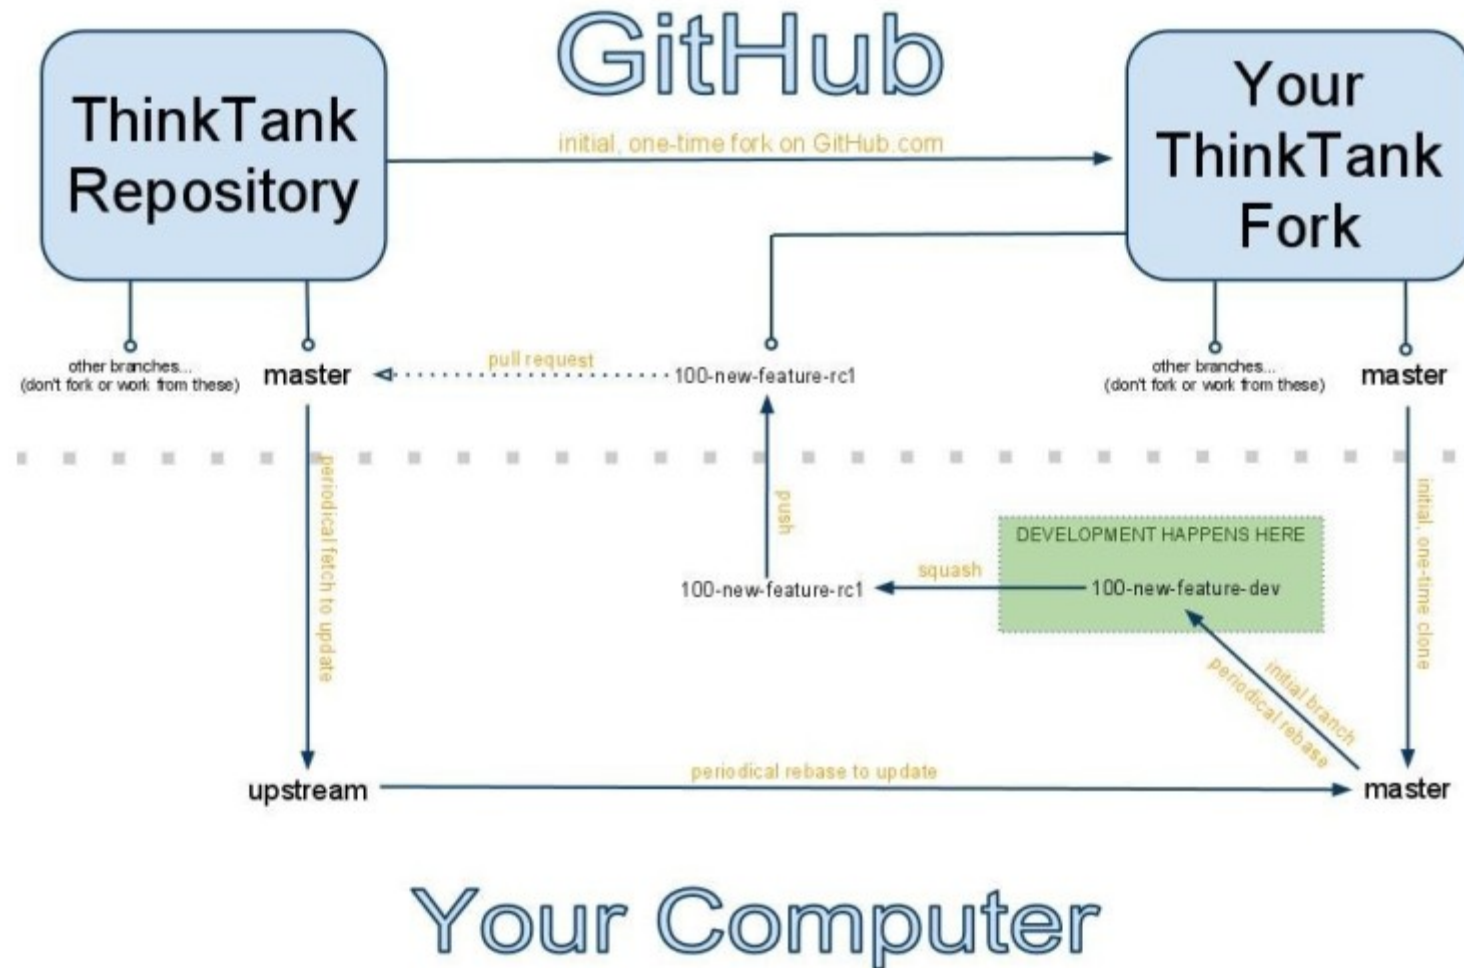 GitHub
ThinkTank
Repository
Your
ThinkTank
Fork
initial, one-time fork on GitHub.com
other branches...
(don't fork or work from these)
master
pull request
100-new-feature-rc1
other branches...
(don't fork or work from these)
master
periodical fetch to update
push
initial, one-time clone
DEVELOPMENT HAPPENS HERE
100-new-feature-rc1
squash
100-new-feature-dev
initial branch
periodical rebase
upstream
periodical rebase to update
master
Your Computer